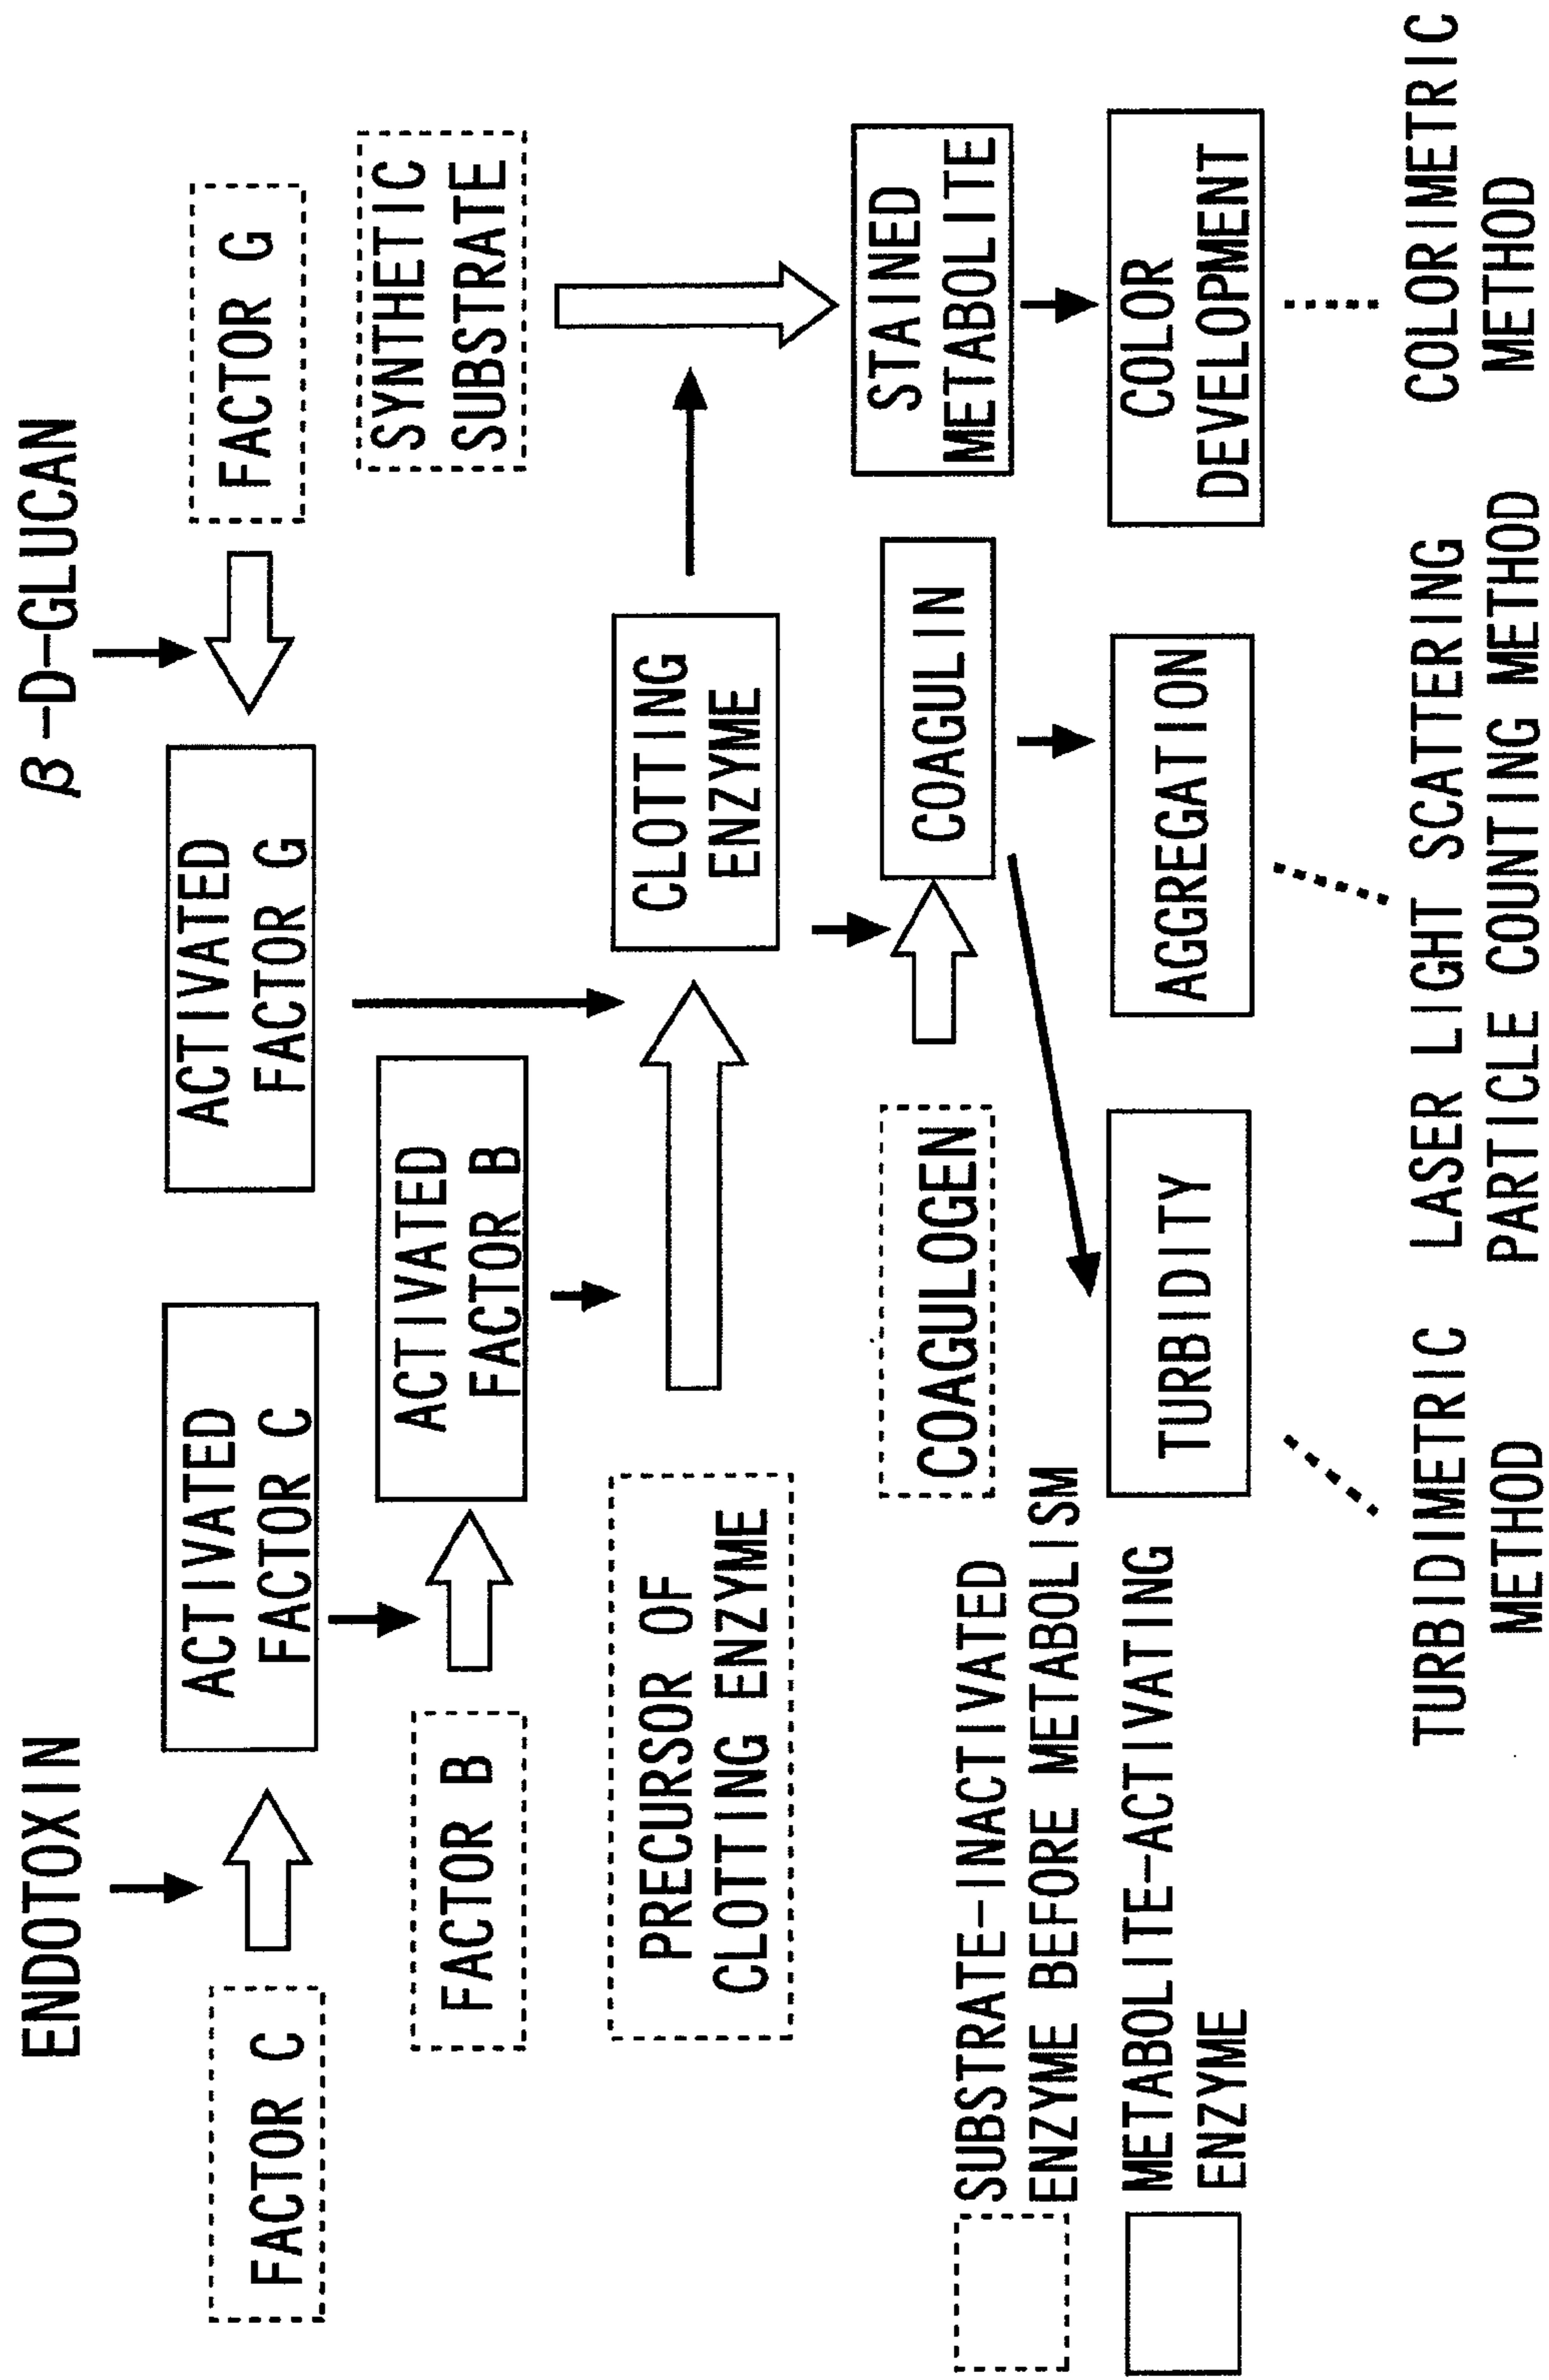 ENDOTOXIN
β-D-GLUCAN
FACTOR C
ACTIVATED
FACTOR C
ACTIVATED
FACTOR G
FACTOR G
FACTOR B
ACTIVATED
FACTOR B
SYNTHETIC
SUBSTRATE
PRECURSOR OF
CLOTTING ENZYME
CLOTTING
ENZYME
COAGULOGEN
COAGULIN
STAINED
METABOLITE
SUBSTRATE-INACTIVATED
ENZYME BEFORE METABOLISM
METABOLITE-ACTIVATING
ENZYME
TURBIDITY
AGGREGATION
COLOR
DEVELOPMENT
TURBIDIMETRIC
METHOD
LASER LIGHT SCATTERING
PARTICLE COUNTING METHOD
COLORIMETRIC
METHOD